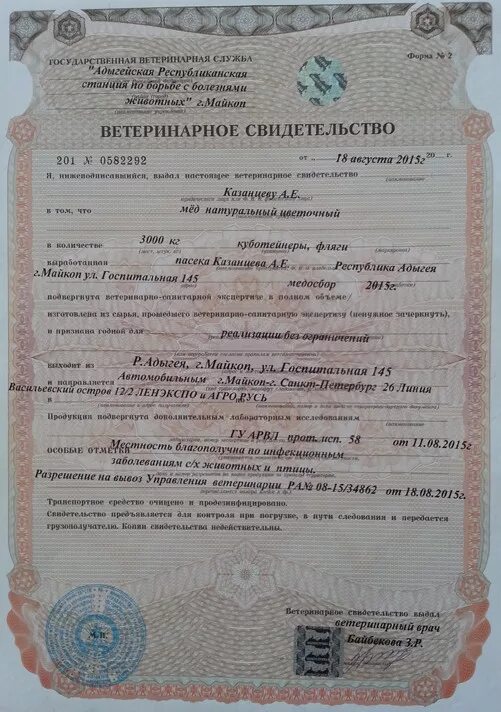 Форма № 2
ГОСУДАРСТВЕННАЯ ВЕТЕРИНАРНАЯ СЛУЖБА
"Адыгейская Республиканская
станция по борьбе с болезнями
животных" г.Майкоп
ВЕТЕРИНАРНОЕ СВИДЕТЕЛЬСТВО
201 № 0582292 от „ 18 августа 2015г 20 г.
Я, нижеподписавшийся, выдал настоящее ветеринарное свидетельство
Казанцеву А.Е.
в том, что мёд натуральный цветочный
в количестве 3000 кг куботейнеры, фляги
выработанная пасека Казанцева А.Е. Республика Адыгея
г.Майкоп ул. Госпитальная 145 медосбор 2015г.
подвергнута ветеринарно-санитарной экспертизе в полном объеме/
изготовлена из сырья, прошедшего ветеринарно-санитарную экспертизу (ненужное зачеркнуть),
и признана годной для реализации без ограничений
выходит из Р.Адыгея, г.Майкоп, ул. Госпитальная 145
и направляется Автомобильным г.Майкоп-г. Санкт-Петербург 26 Линия
Васильевский остров 12/2 ЛЕНЭКСПО и АГРОРУСЬ
Продукция подвергнута дополнительным лабораторным исследованиям
ГУ АРВЛ прот. исп. 58 от 11.08.2015г
ОСОБЫЕ ОТМЕТКИ Местность благополучна по инфекционным
заболеваниям с/х животных и птицы.
Разрешение на вывоз Управления ветеринарии РА№ 08-15/34862 от 18.08.2015г.
Транспортное средство очищено и продезинфицировано.
Свидетельство предъявляется для контроля при погрузке, в пути следования и передается
грузополучателю. Копии свидетельства недействительны.
Ветеринарное свидетельство выдал
ветеринарный врач
Байбекова З.Р.
М.П.